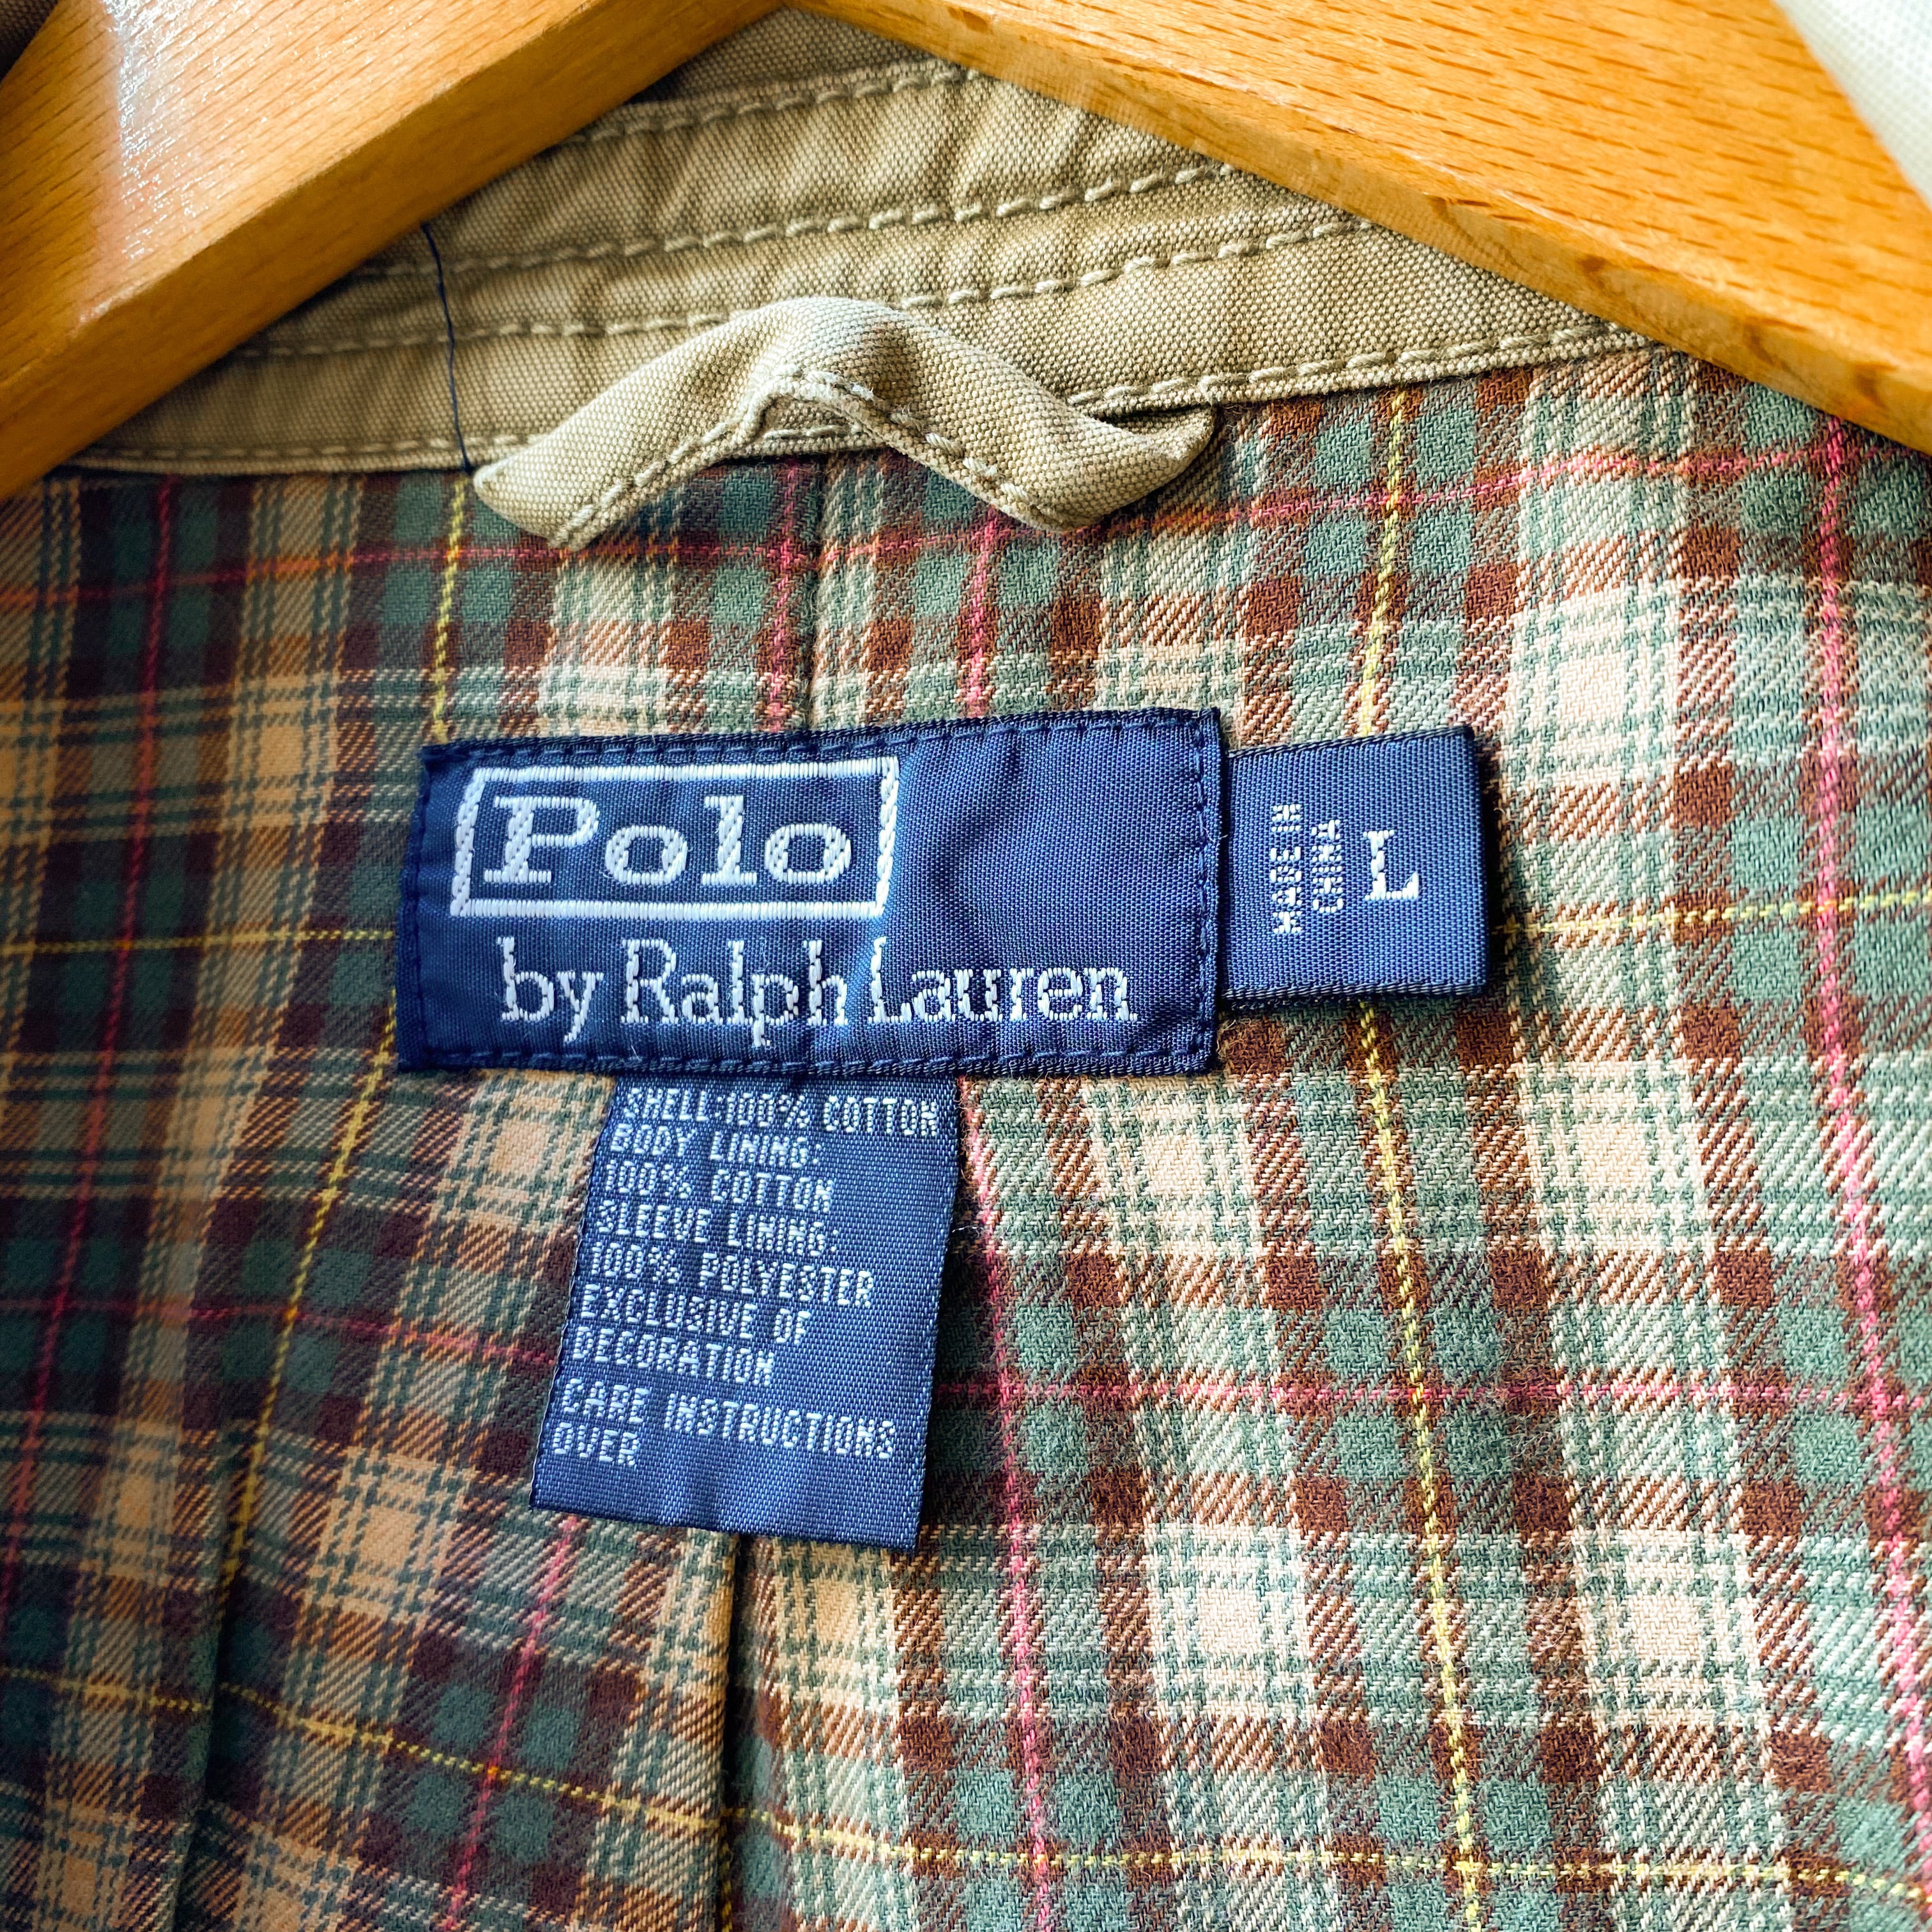 Polo
by Ralph Lauren
MADE IN
CHINA
L
SHELL:100% COTTON
BODY LINING:
100% COTTON
SLEEVE LINING:
100% POLYESTER
EXCLUSIVE OF
DECORATION
CARE INSTRUCTIONS
OVER